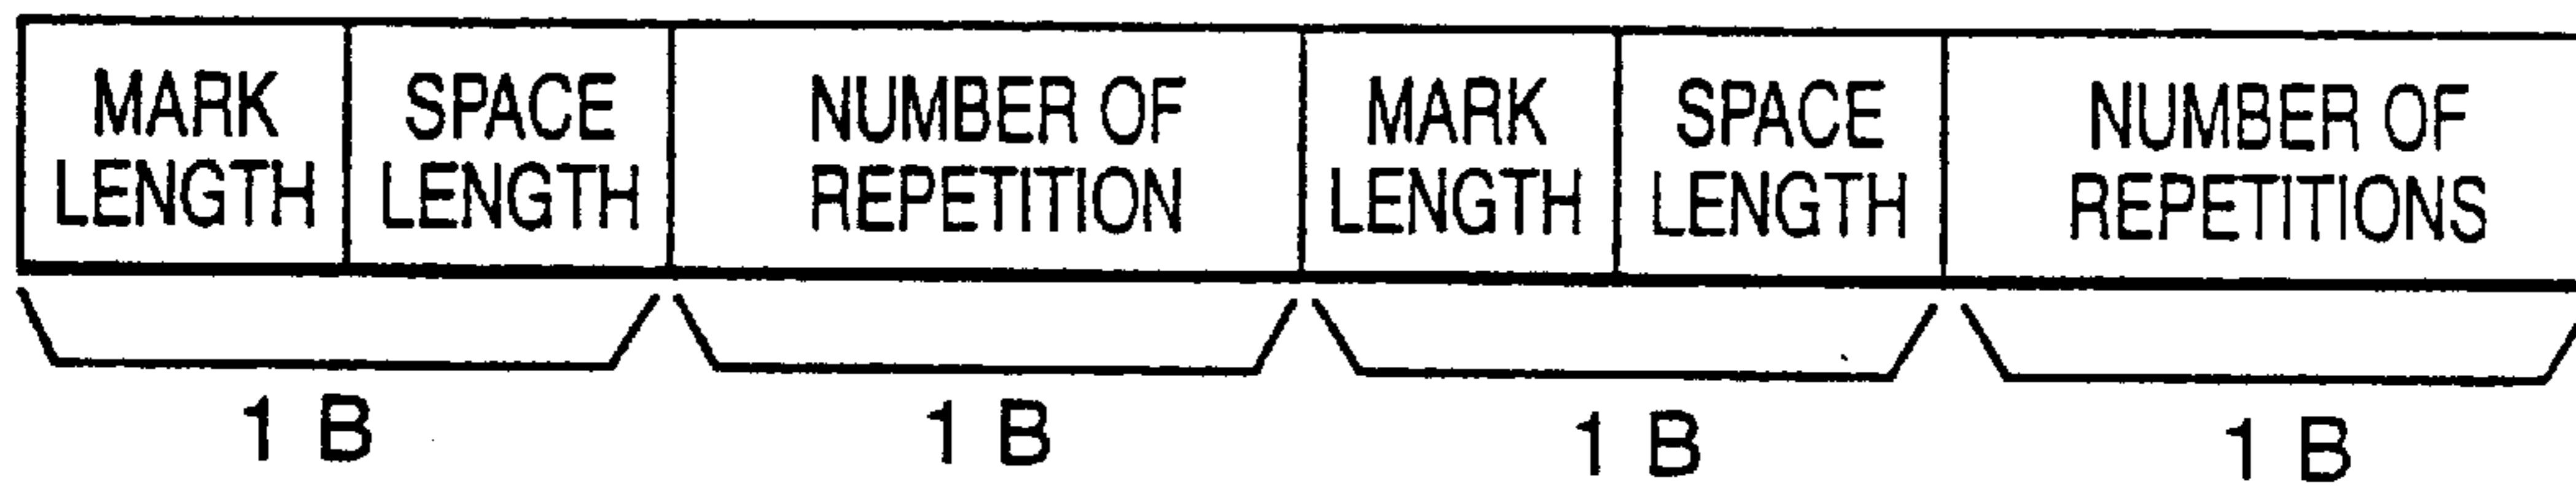 MARK
LENGTH
SPACE
LENGTH
NUMBER OF
REPETITION
MARK
LENGTH
SPACE
LENGTH
NUMBER OF
REPETITIONS
1 B
1 B
1 B
1 B